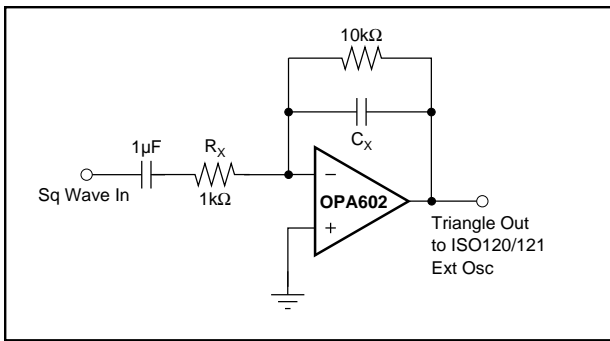 10kΩ
C_X
1µF
R_X
1kΩ
Sq Wave In
−
OPA602
+
Triangle Out
to ISO120/121
Ext Osc